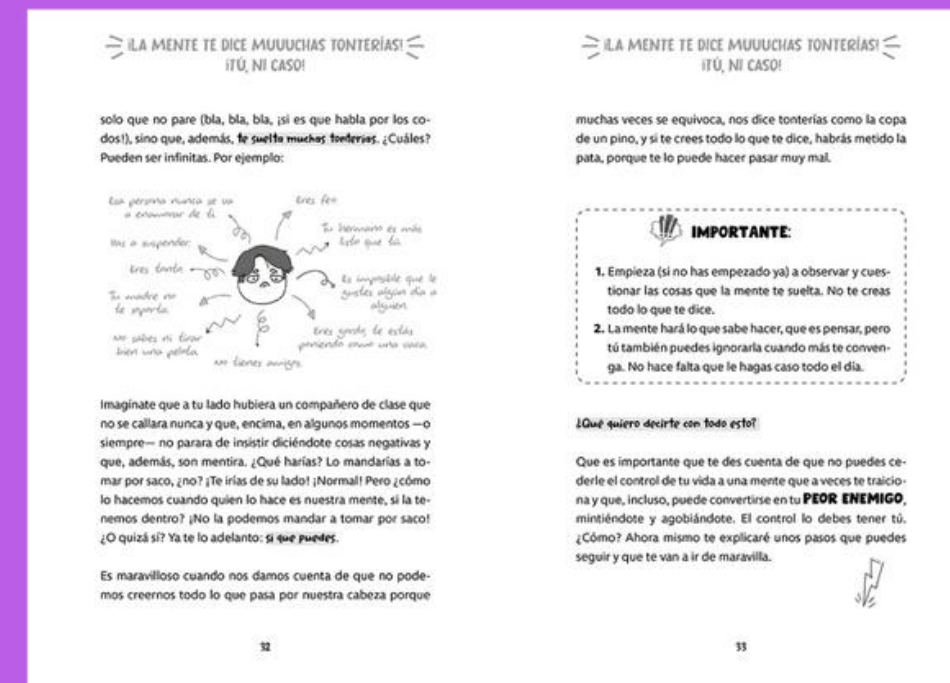 ¡LA MENTE TE DICE MUUUCHAS TONTERÍAS!
¡TÚ, NI CASO!
solo que no pare (bla, bla, bla, ¡si es que habla por los co-
dos!), sino que, además, te suelta muchas tonterías. ¿Cuáles?
Pueden ser infinitas. Por ejemplo:
Esa persona nunca se va
a enamorar de ti.
Eres feo.
Tu hermano es más
listo que tú.
Vas a suspender.
Eres tonta.
Es imposible que le
gustes algún día a
alguien.
Tu madre no
te soporta.
No sabes ni tirar
bien una pelota.
Eres gorda, te estás
poniendo como una vaca.
No tienes amigos.
Imagínate que a tu lado hubiera un compañero de clase que
no se callara nunca y que, encima, en algunos momentos —o
siempre— no parara de insistir diciéndote cosas negativas y
que, además, son mentira. ¿Qué harías? Lo mandarías a to-
mar por saco, ¿no? ¡Te irías de su lado! ¡Normal! Pero ¿cómo
lo hacemos cuando quien lo hace es nuestra mente, si la te-
nemos dentro? ¡No la podemos mandar a tomar por saco!
¿O quizá sí? Ya te lo adelanto: sí que puedes.
Es maravilloso cuando nos damos cuenta de que no pode-
mos creernos todo lo que pasa por nuestra cabeza porque
32
¡LA MENTE TE DICE MUUUCHAS TONTERÍAS!
¡TÚ, NI CASO!
muchas veces se equivoca, nos dice tonterías como la copa
de un pino, y si te crees todo lo que te dice, habrás metido la
pata, porque te lo puede hacer pasar muy mal.
IMPORTANTE:
1. Empieza (si no has empezado ya) a observar y cues-
tionar las cosas que la mente te suelta. No te creas
todo lo que te dice.
2. La mente hará lo que sabe hacer, que es pensar, pero
tú también puedes ignorarla cuando más te conven-
ga. No hace falta que le hagas caso todo el día.
¿Qué quiero decirte con todo esto?
Que es importante que te des cuenta de que no puedes ce-
derle el control de tu vida a una mente que a veces te traicio-
na y que, incluso, puede convertirse en tu PEOR ENEMIGO,
mintiéndote y agobiándote. El control lo debes tener tú.
¿Cómo? Ahora mismo te explicaré unos pasos que puedes
seguir y que te van a ir de maravilla.
33